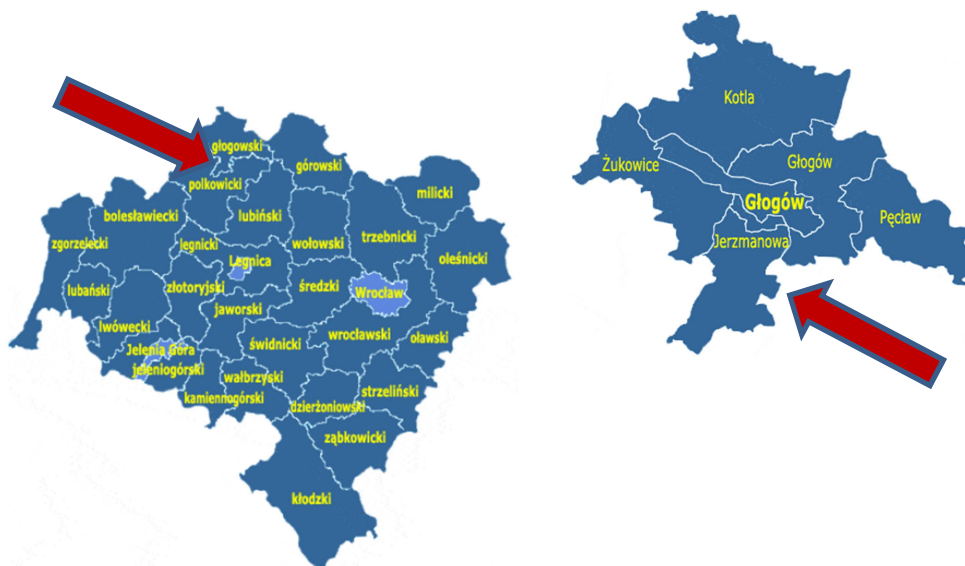 głogowski
górowski
polkowicki
milicki
bolesławiecki
lubiński
trzebnicki
zgorzelecki
legnicki
wołowski
Legnica
oleśnicki
lubański
złotoryjski
średzki
Wrocław
jaworski
lwówecki
wrocławski
świdnicki
oławski
Jelenia Góra
jeleniogórski
wałbrzyski
kamiennogórski
strzeliński
dzierżoniowski
ząbkowicki
kłodzki
Kotla
Żukowice
Głogów
Głogów
Pęcław
Jerzmanowa